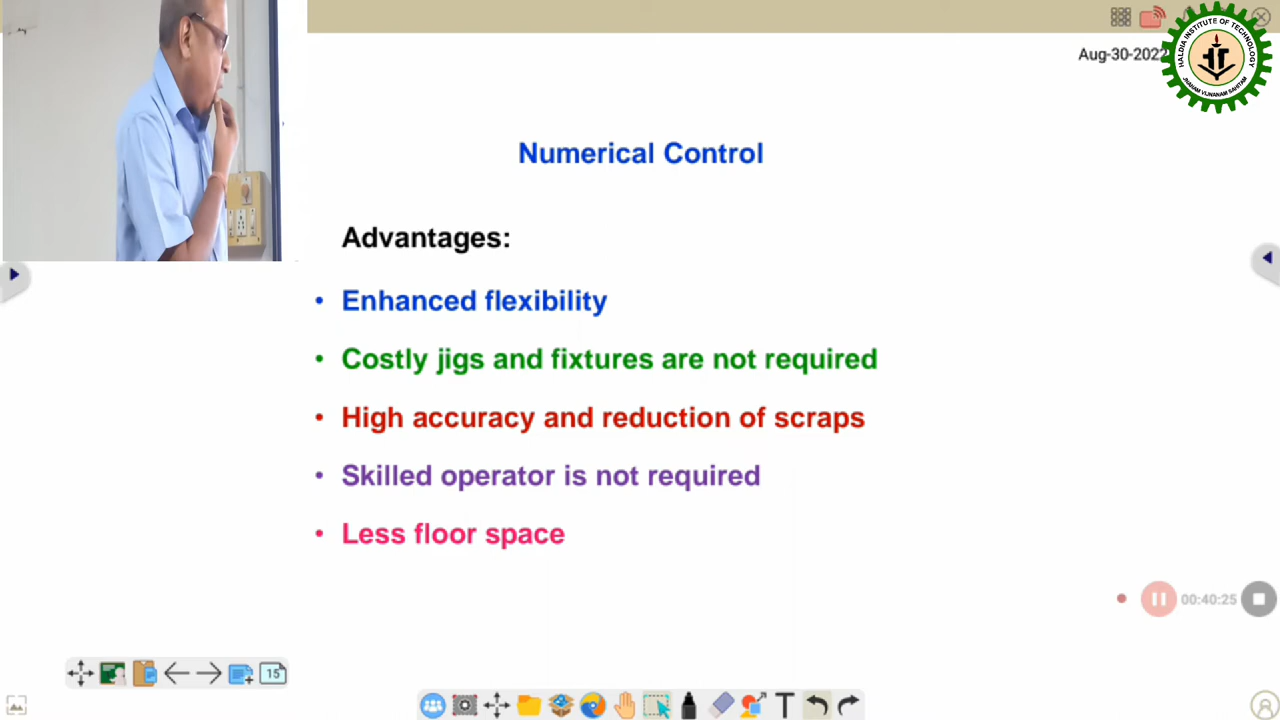 Aug-30-2022
HALDIA INSTITUTE OF TECHNOLOGY
Numerical Control
Advantages:
• Enhanced flexibility
• Costly jigs and fixtures are not required
• High accuracy and reduction of scraps
• Skilled operator is not required
• Less floor space
00:40:25
15